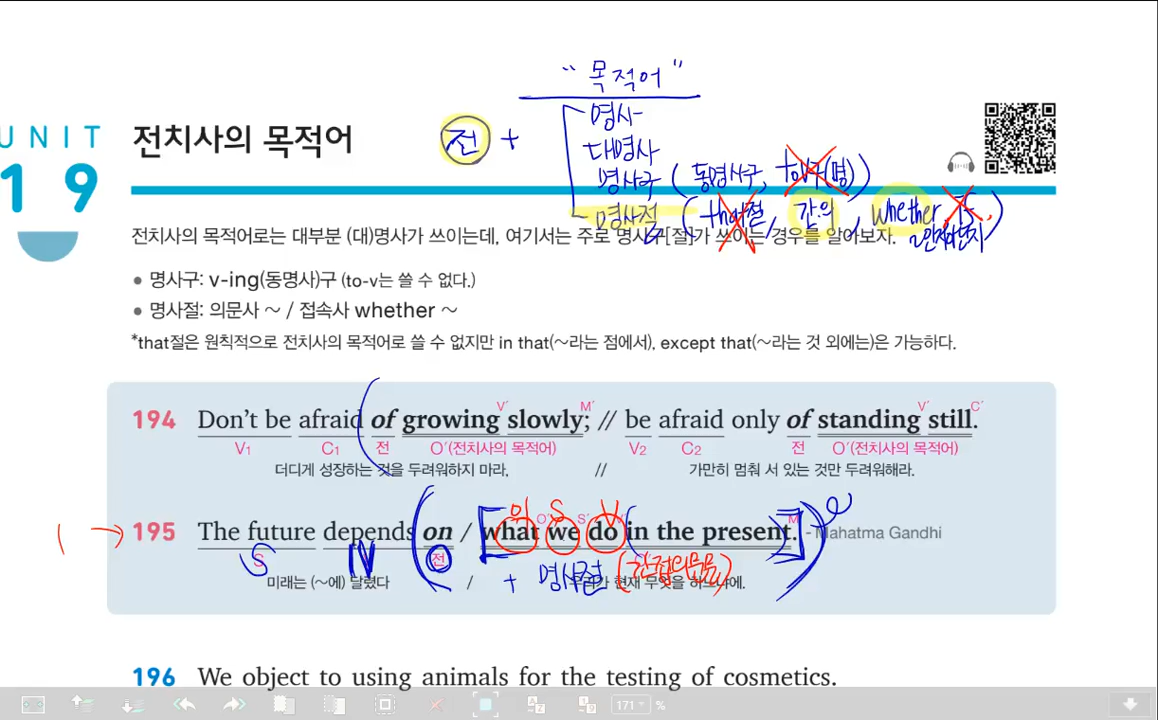 “목적어”
UNIT
19
전치사의 목적어
전 +
명사
대명사
명사구 (동명사구, to부(명))
명사절 (that절, 간의, whether, if)
~인지아닌지
전치사의 목적어로는 대부분 (대)명사가 쓰이는데, 여기서는 주로 명사구[절]가 쓰이는 경우를 알아보자.
● 명사구: v-ing(동명사)구 (to-v는 쓸 수 없다.)
● 명사절: 의문사 ~ / 접속사 whether ~
*that절은 원칙적으로 전치사의 목적어로 쓸 수 없지만 in that(~라는 점에서), except that(~라는 것 외에는)은 가능하다.
V′ M′ V′ C′
194 Don't be afraid of growing slowly; // be afraid only of standing still.
V1 C1 전 O′(전치사의 목적어) V2 C2 전 O′(전치사의 목적어)
더디게 성장하는 것을 두려워하지 마라, // 가만히 멈춰 서 있는 것만 두려워해라.
의 S V
195 The future depends on / what we do in the present. - Mahatma Gandhi
S V 전
미래는 (~에) 달렸다 / 우리가 현재 무엇을 하느냐에.
+ 명사절 (간접의문문)
196 We object to using animals for the testing of cosmetics.
171 %